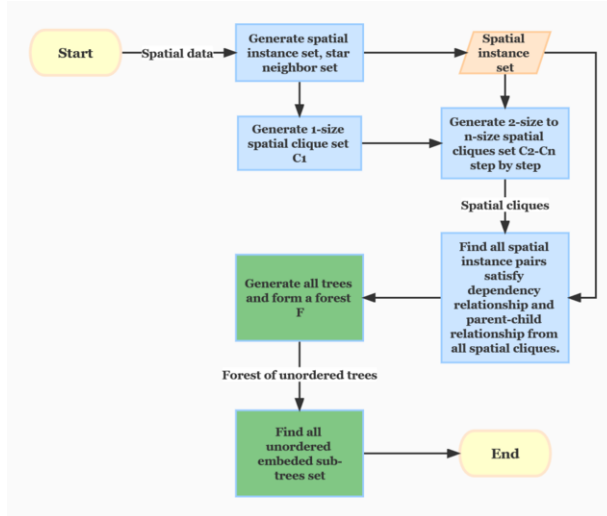 Start
Spatial data
Generate spatial
instance set, star
neighbor set
Spatial
instance
set
Generate 1-size
spatial clique set
C1
Generate 2-size to
n-size spatial
cliques set C2-Cn
step by step
Spatial cliques
Find all spatial
instance pairs
satisfy
dependency
relationship and
parent-child
relationship from
all spatial cliques.
Generate all trees
and form a forest
F
Forest of unordered trees
Find all
unordered
embeded sub-
trees set
End